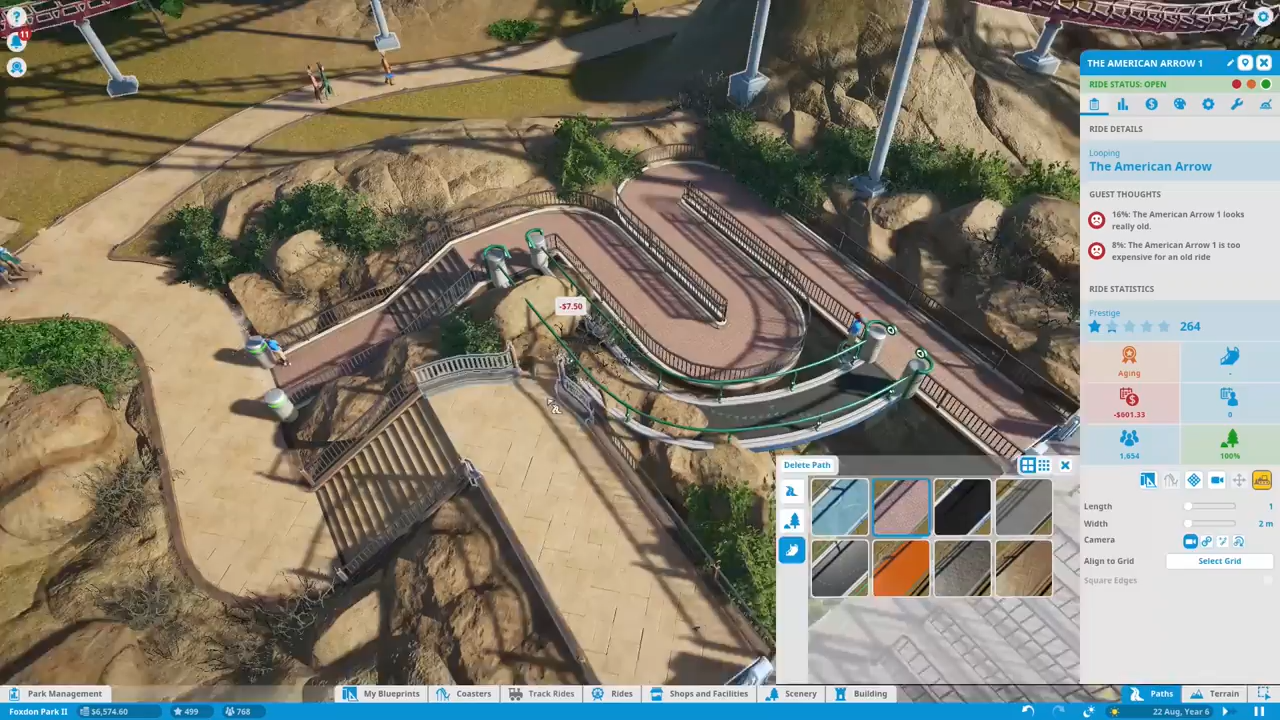 ?
11
THE AMERICAN ARROW 1
RIDE STATUS: OPEN
RIDE DETAILS
Looping
The American Arrow
GUEST THOUGHTS
16%: The American Arrow 1 looks
really old.
8%: The American Arrow 1 is too
expensive for an old ride
RIDE STATISTICS
Prestige
264
Aging
-
-$601.33
0
1,654
100%
-$7.50
Delete Path
Length
1
Width
2 m
Camera
Align to Grid
Select Grid
Square Edges
Park Management
My Blueprints
Coasters
Track Rides
Rides
Shops and Facilities
Scenery
Building
Paths
Terrain
Foxdon Park II
$6,574.60
499
768
22 Aug, Year 6